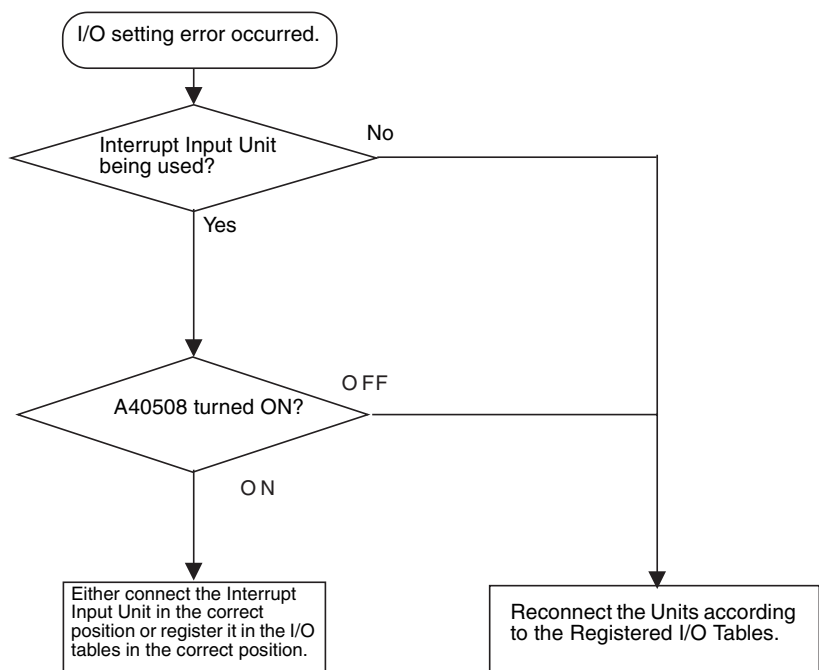 I/O setting error occurred.
Interrupt Input Unit
being used?
No
Yes
A40508 turned ON?
OFF
ON
Either connect the Interrupt
Input Unit in the correct
position or register it in the I/O
tables in the correct position.
Reconnect the Units according
to the Registered I/O Tables.